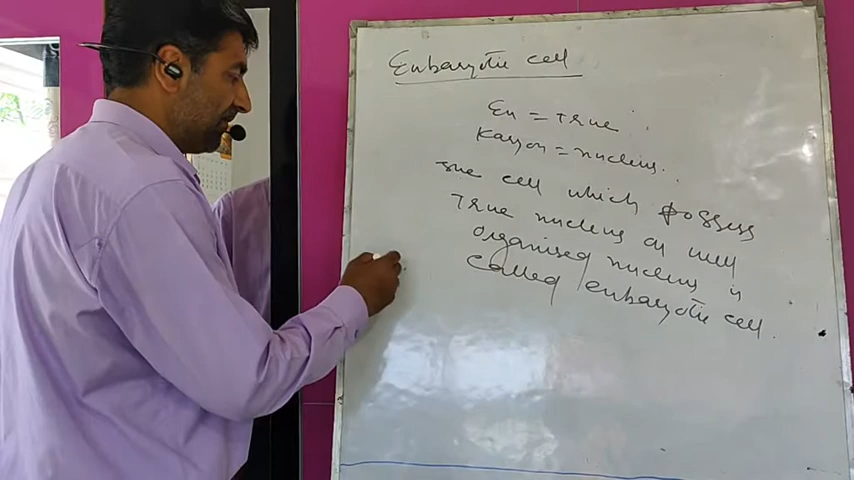 Eukaryotic cell
Eu = True
Karyon = nucleus.
The cell which possess
True nucleus or well
organised nucleus is
called eukaryotic cell